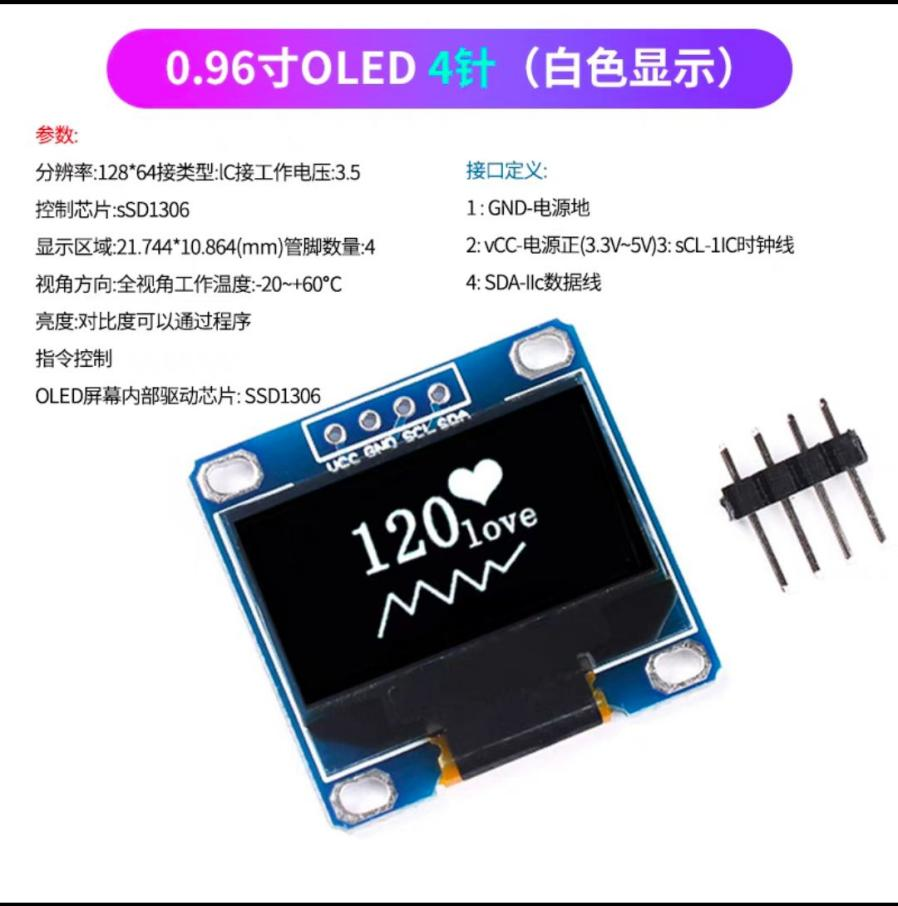 0.96寸OLED 4针（白色显示）
参数:
分辨率:128*64接类型:lC接工作电压:3.5
控制芯片:sSD1306
显示区域:21.744*10.864(mm)管脚数量:4
视角方向:全视角工作温度:-20~+60°C
亮度:对比度可以通过程序
指令控制
OLED屏幕内部驱动芯片: SSD1306
接口定义:
1 : GND-电源地
2: vCC-电源正(3.3V~5V)3: sCL-1IC时钟线
4: SDA-IIc数据线
VCC GND SCL SDA
120
love